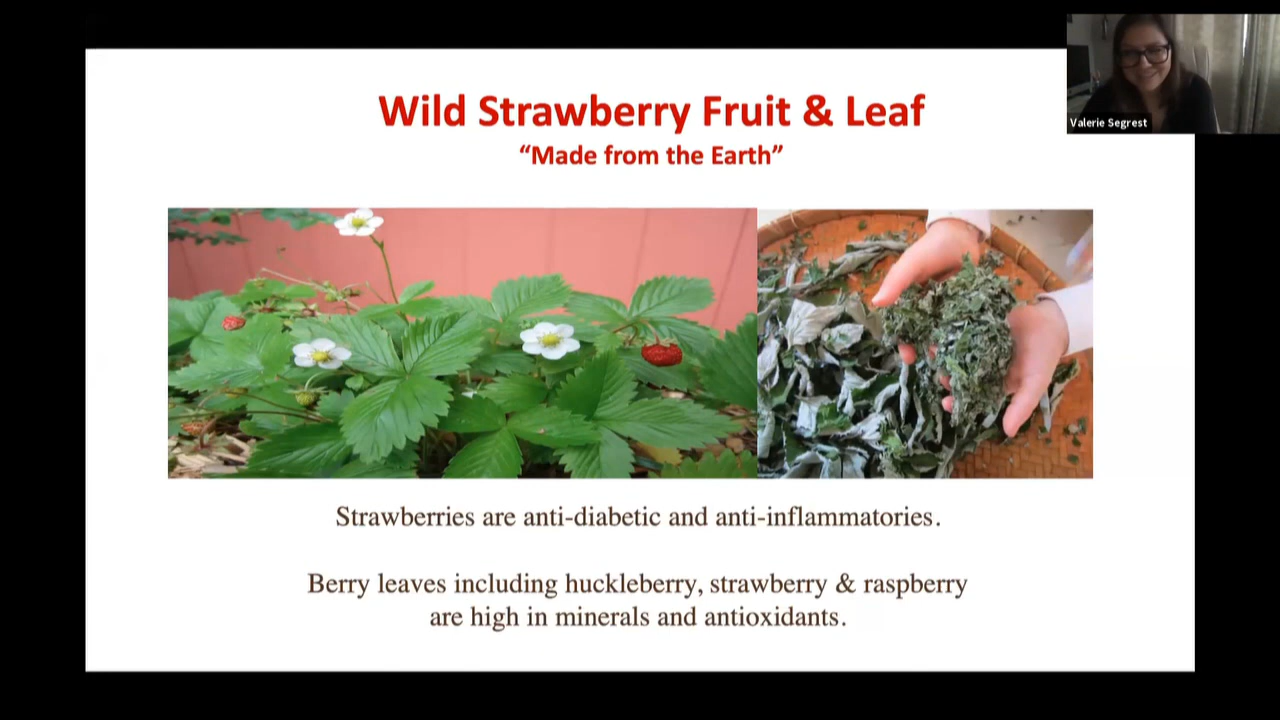 Wild Strawberry Fruit & Leaf
“Made from the Earth”
Valerie Segrest
Strawberries are anti-diabetic and anti-inflammatories.
Berry leaves including huckleberry, strawberry & raspberry
are high in minerals and antioxidants.